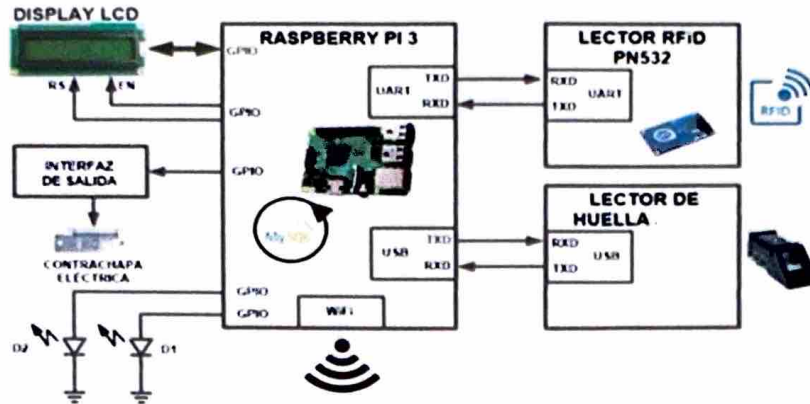 DISPLAY LCD
RS
EN
GPIO
GPIO
GPIO
GPIO
GPIO
INTERFAZ
DE SALIDA
CONTRACHAPA
ELÉCTRICA
D2
D1
RASPBERRY PI 3
UART
TXD
RXD
USB
TXD
RXD
WiFi
LECTOR RFiD
PN532
RXD
TXD
UART
RFID
LECTOR DE
HUELLA
RXD
TXD
USB